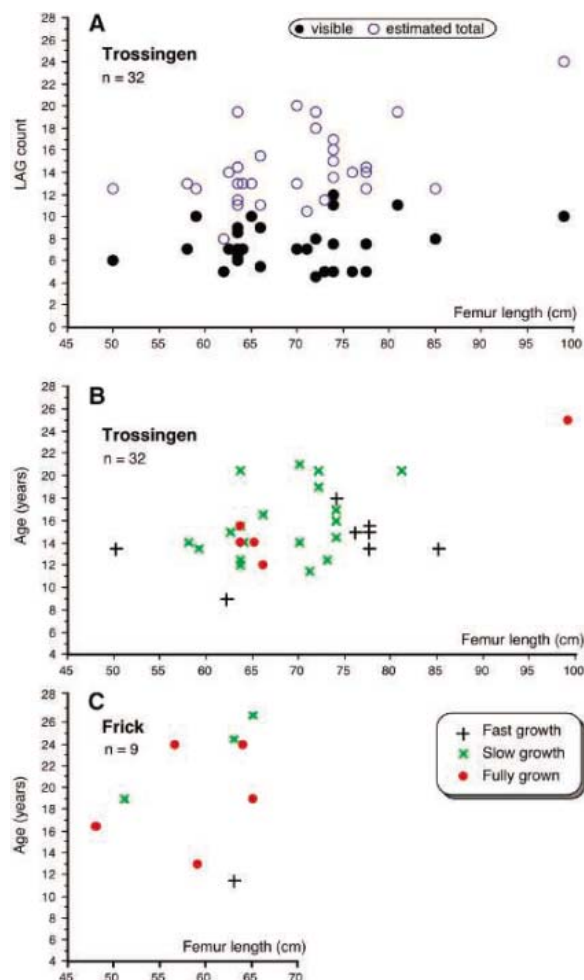 A
visible estimated total
Trossingen
n = 32
LAG count
28
26
24
22
20
18
16
14
12
10
8
6
4
2
0
Femur length (cm)
45 50 55 60 65 70 75 80 85 90 95 100
B
Trossingen
n = 32
Age (years)
28
26
24
22
20
18
16
14
12
10
8
6
4
Femur length (cm)
45 50 55 60 65 70 75 80 85 90 95 100
C
Frick
n = 9
Age (years)
28
26
24
22
20
18
16
14
12
10
8
6
4
Femur length (cm)
45 50 55 60 65 70
Fast growth
Slow growth
Fully grown